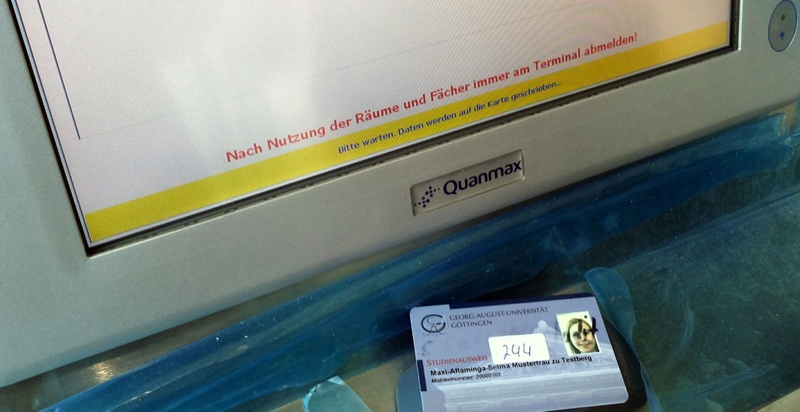 Nach Nutzung der Räume und Fächer immer am Terminal abmelden!
Bitte warten. Daten werden auf die Karte geschrieben...
Quanmax
GEORG-AUGUST-UNIVERSITÄT
GÖTTINGEN
STUDIENAUSWEIS
244
Maxi-Aflaminga-Selma Musterfrau zu Testberg
Matrikelnummer: 20000103